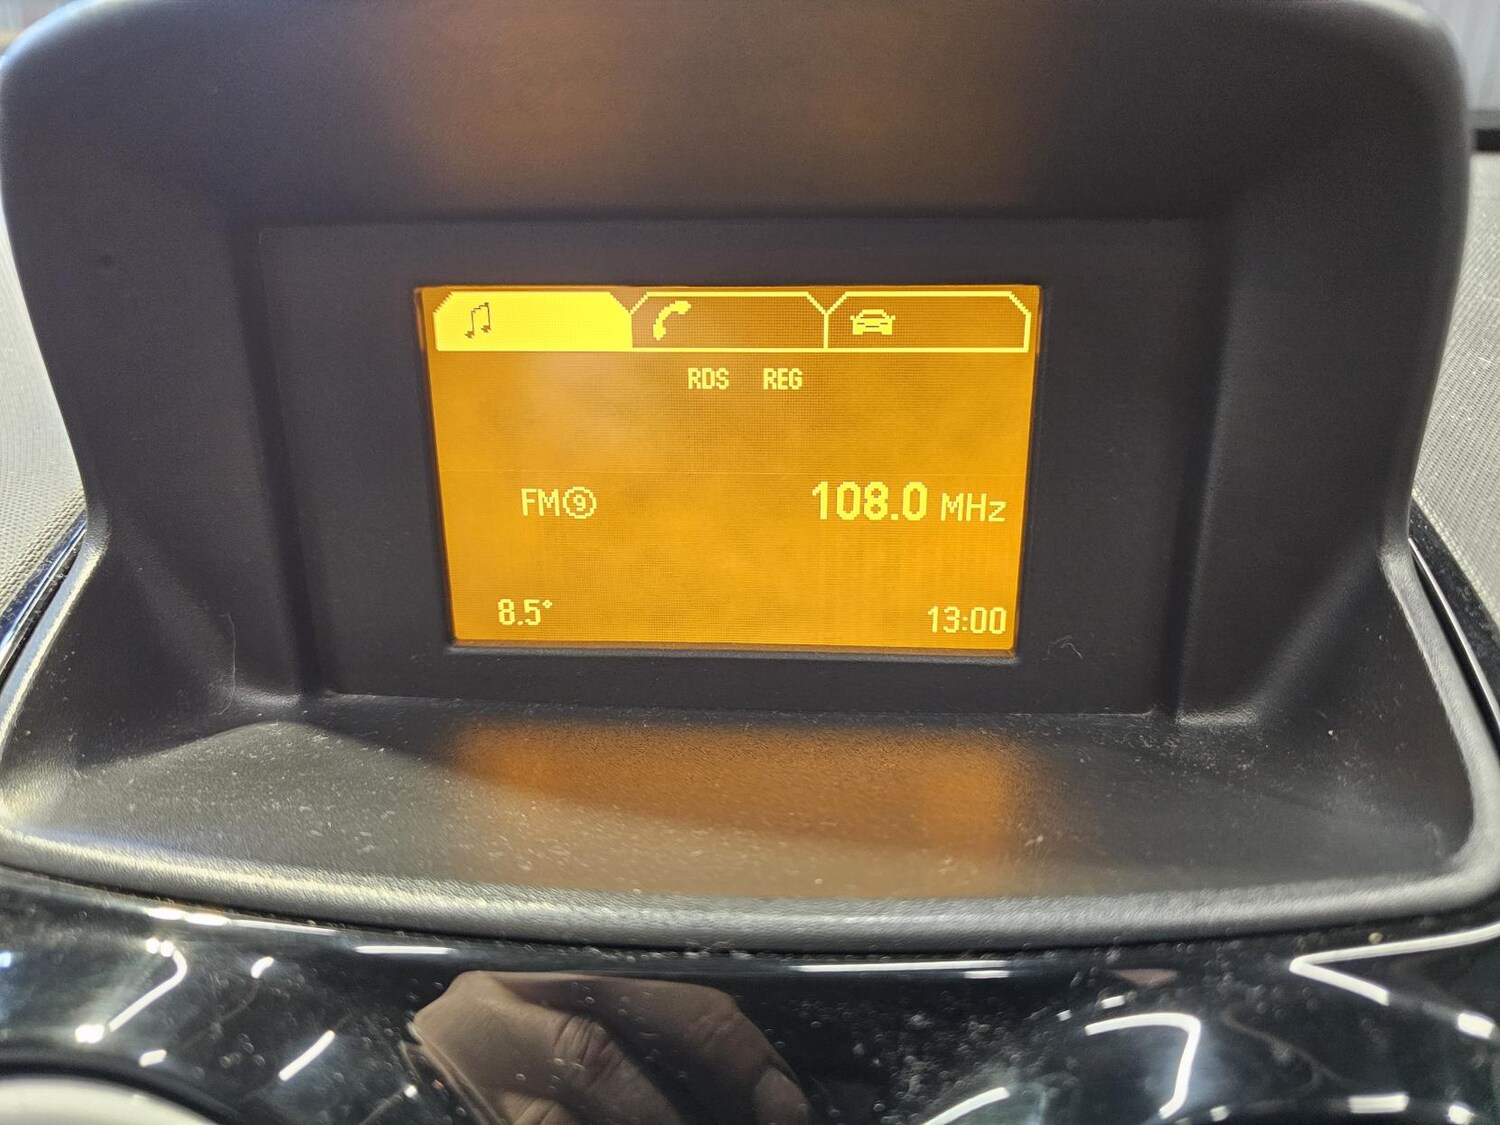 RDS REG
FM⑨ 108.0 MHz
8.5° 13:00